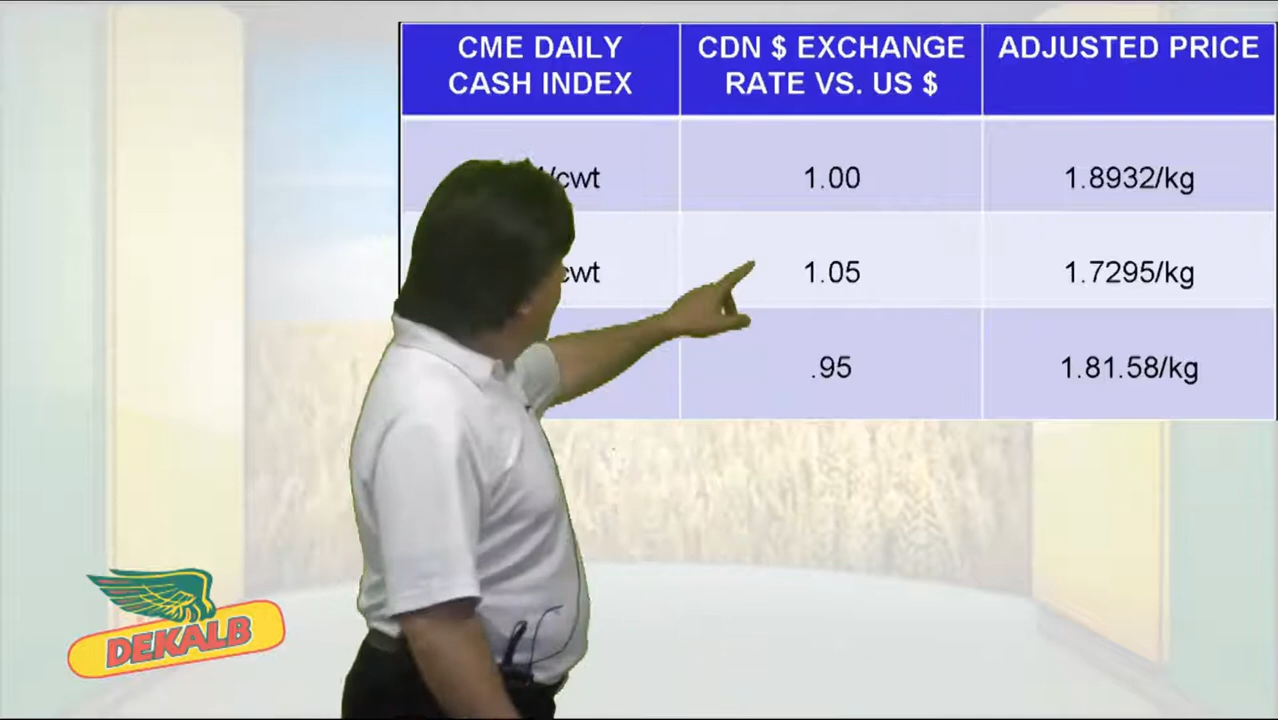 CME DAILY
CASH INDEX
CDN $ EXCHANGE
RATE VS. US $
ADJUSTED PRICE
/cwt 1.00 1.8932/kg
cwt 1.05 1.7295/kg
.95 1.81.58/kg
DEKALB